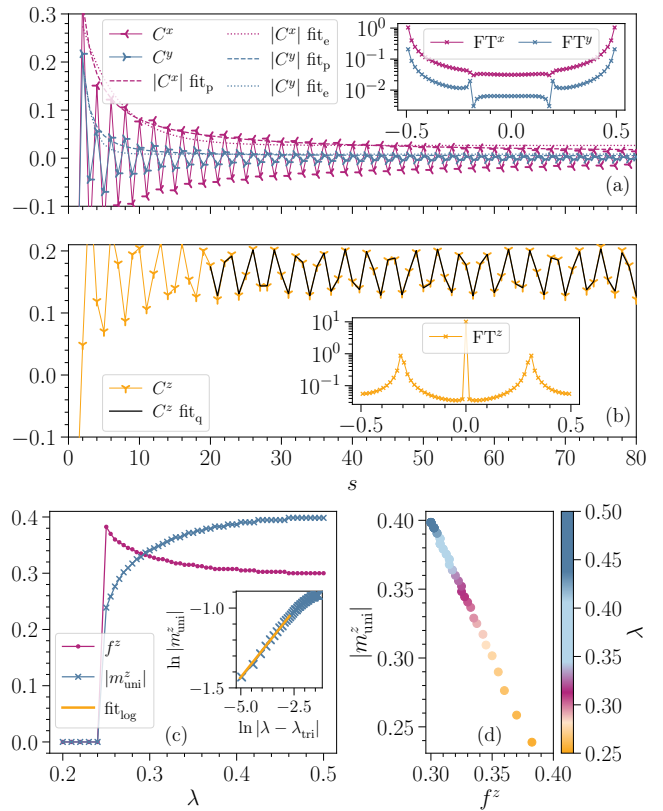 0.3
0.2
0.1
0.0
−0.1
C^x
C^y
|C^x| fit_p
|C^x| fit_e
|C^y| fit_p
|C^y| fit_e
10^0
10^−1
10^−2
FT^x
FT^y
−0.5 0.0 0.5
(a)
0.2
0.1
0.0
−0.1
C^z
C^z fit_q
10^1
10^0
10^−1
FT^z
−0.5 0.0 0.5
(b)
0 10 20 30 40 50 60 70 80
s
0.4
0.3
0.2
0.1
0.0
f^z
|m^z_uni|
fit_log
ln |m^z_uni|
−1.0
−1.5
−5.0 −2.5
ln |λ − λ_tri|
(c)
0.2 0.3 0.4 0.5
λ
|m^z_uni|
0.40
0.35
0.30
0.25
(d)
0.30 0.35 0.40
f^z
0.50
0.45
0.40
0.35
0.30
0.25
λ